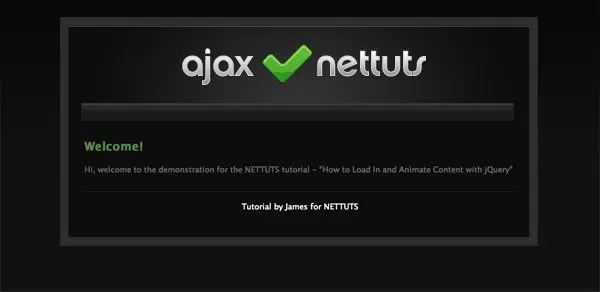 ajax nettuts
Welcome!
Hi, welcome to the demonstration for the NETTUTS tutorial - "How to Load In and Animate Content with jQuery"
Tutorial by James for NETTUTS